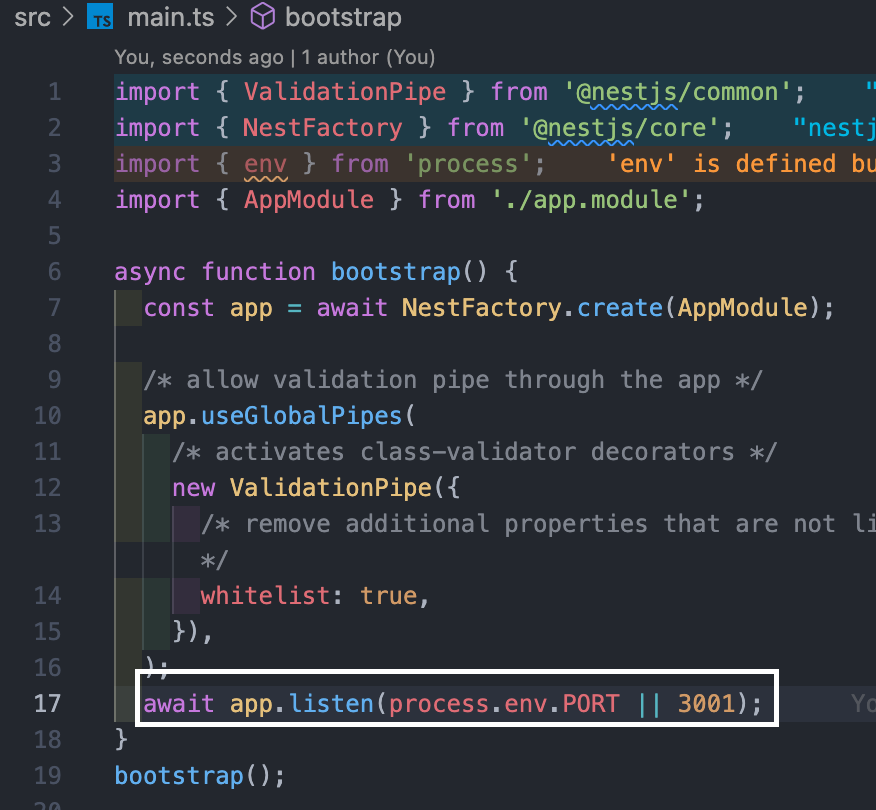 src > TS main.ts > bootstrap
You, seconds ago | 1 author (You)
1 import { ValidationPipe } from '@nestjs/common'; "
2 import { NestFactory } from '@nestjs/core'; "nestj
3 import { env } from 'process'; 'env' is defined bu
4 import { AppModule } from './app.module';
5
6 async function bootstrap() {
7 const app = await NestFactory.create(AppModule);
8
9 /* allow validation pipe through the app */
10 app.useGlobalPipes(
11 /* activates class-validator decorators */
12 new ValidationPipe({
13 /* remove additional properties that are not li
*/
14 whitelist: true,
15 }),
16 );
17 await app.listen(process.env.PORT || 3001); Yo
18 }
19 bootstrap();
20